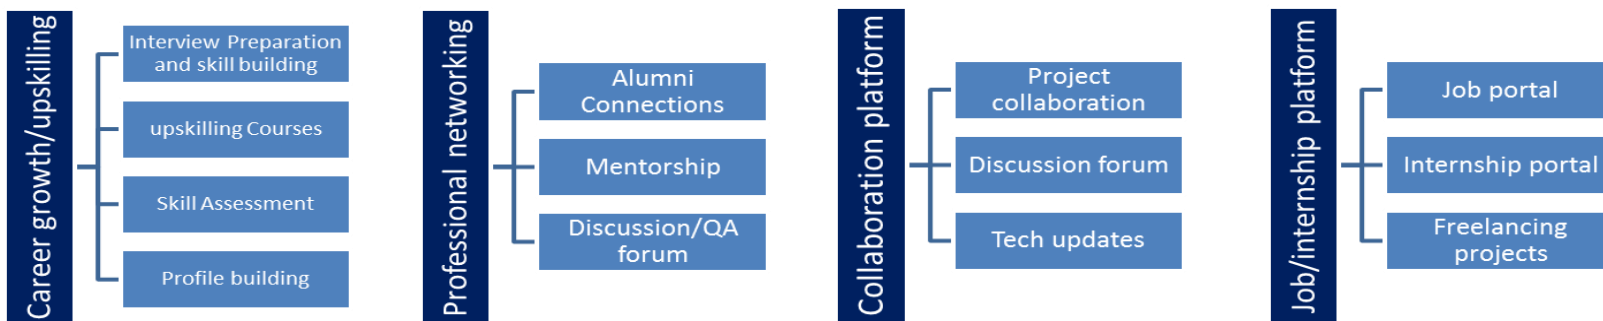 Career growth/upskilling
Interview Preparation
and skill building
upskilling Courses
Skill Assessment
Profile building
Professional networking
Alumni
Connections
Mentorship
Discussion/QA
forum
Collaboration platform
Project
collaboration
Discussion forum
Tech updates
Job/internship platform
Job portal
Internship portal
Freelancing
projects